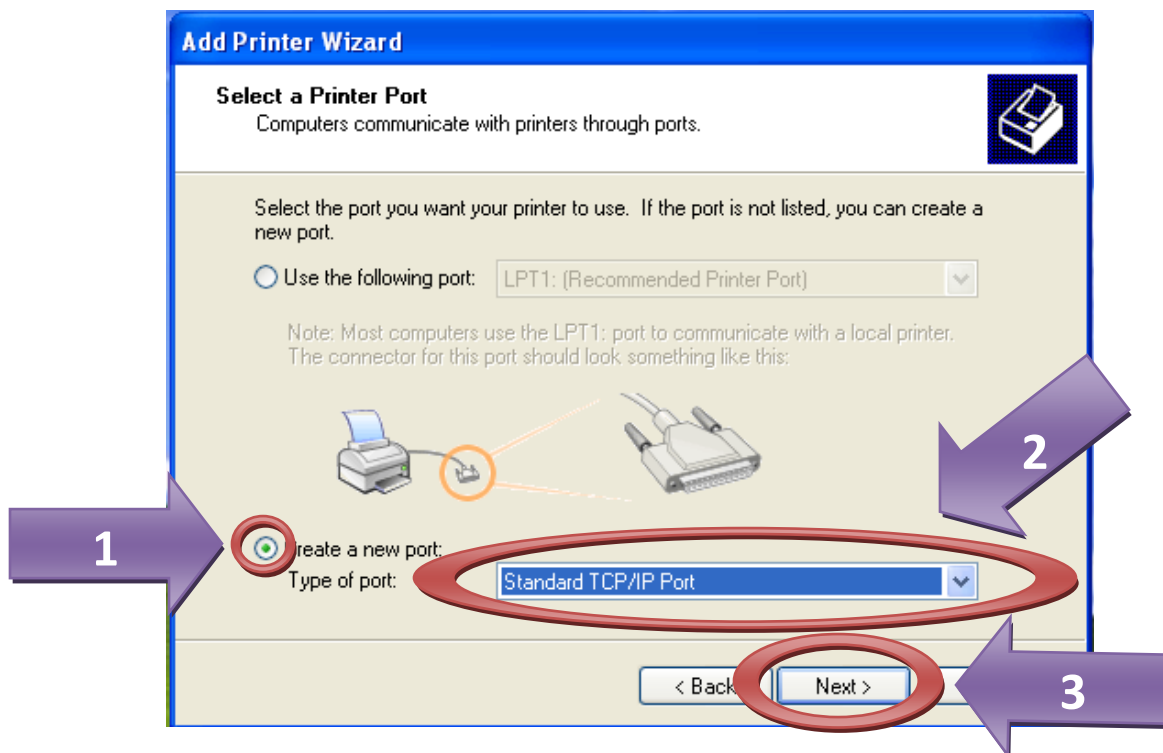 Add Printer Wizard
Select a Printer Port
Computers communicate with printers through ports.
Select the port you want your printer to use. If the port is not listed, you can create a
new port.
Use the following port:
LPT1: (Recommended Printer Port)
Note: Most computers use the LPT1: port to communicate with a local printer.
The connector for this port should look something like this:
2
1
reate a new port:
Type of port:
Standard TCP/IP Port
< Back
Next >
3